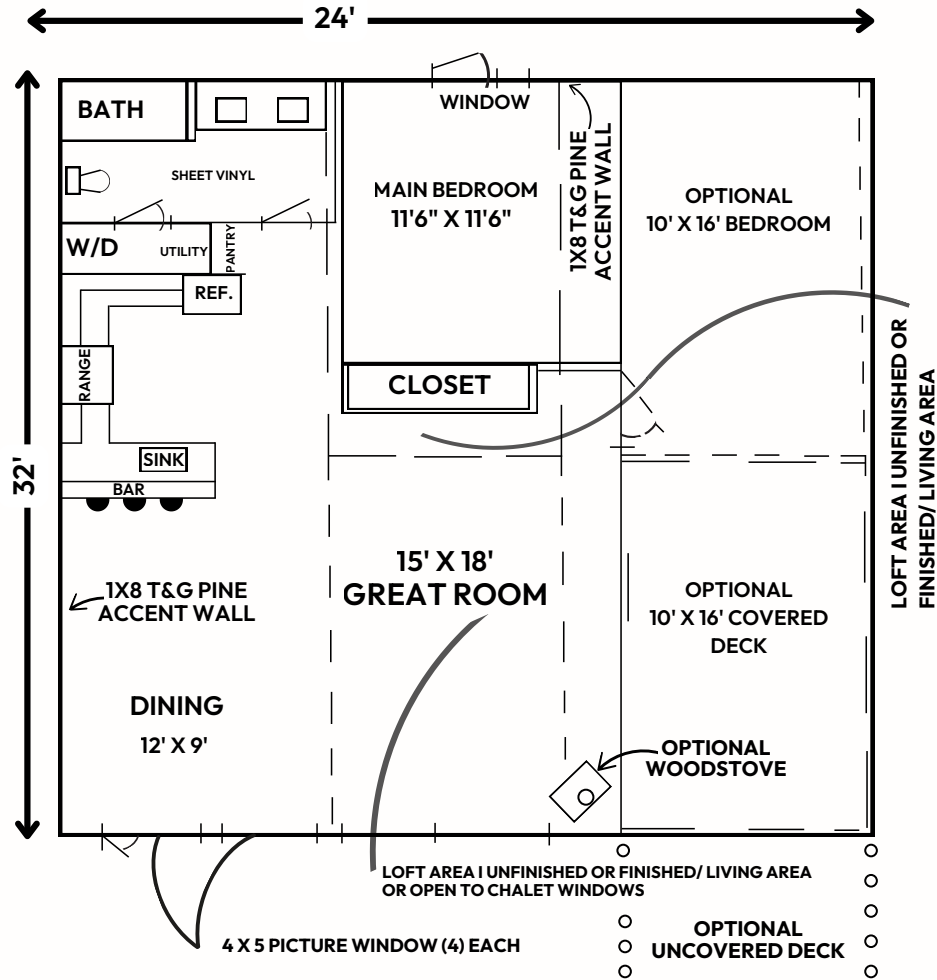 24'
32'
BATH
SHEET VINYL
W/D
UTILITY
PANTRY
REF.
RANGE
SINK
BAR
WINDOW
MAIN BEDROOM
11'6" X 11'6"
1X8 T&G PINE
ACCENT WALL
CLOSET
OPTIONAL
10' X 16' BEDROOM
LOFT AREA I UNFINISHED OR
FINISHED/ LIVING AREA
1X8 T&G PINE
ACCENT WALL
15' X 18'
GREAT ROOM
OPTIONAL
10' X 16' COVERED
DECK
DINING
12' X 9'
OPTIONAL
WOODSTOVE
LOFT AREA I UNFINISHED OR FINISHED/ LIVING AREA
OR OPEN TO CHALET WINDOWS
4 X 5 PICTURE WINDOW (4) EACH
OPTIONAL
UNCOVERED DECK